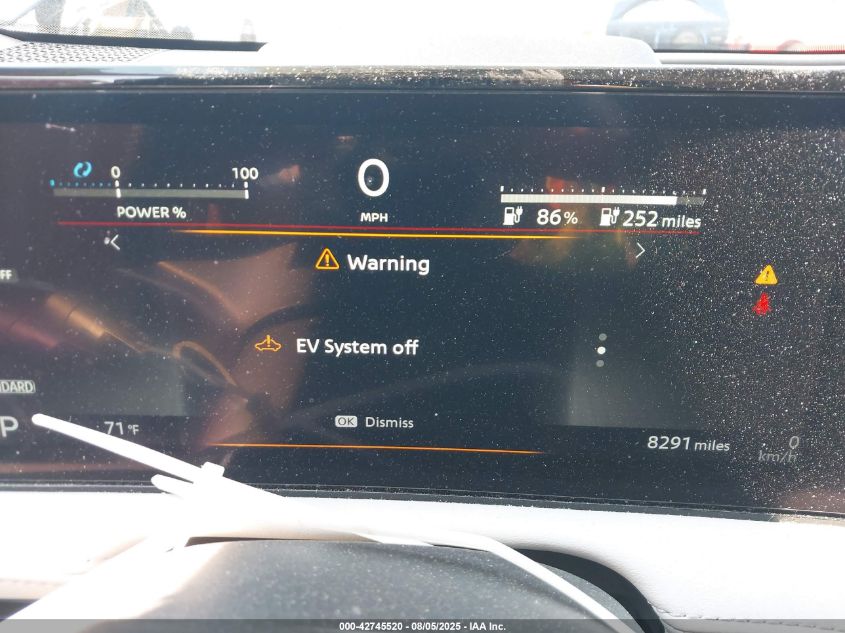 0 100
POWER %
0
MPH
86%
252 miles
Warning
EV System off
OK Dismiss
P
71 °F
8291 miles
0
km/h
000-42745520 - 08/05/2025 - IAA Inc.